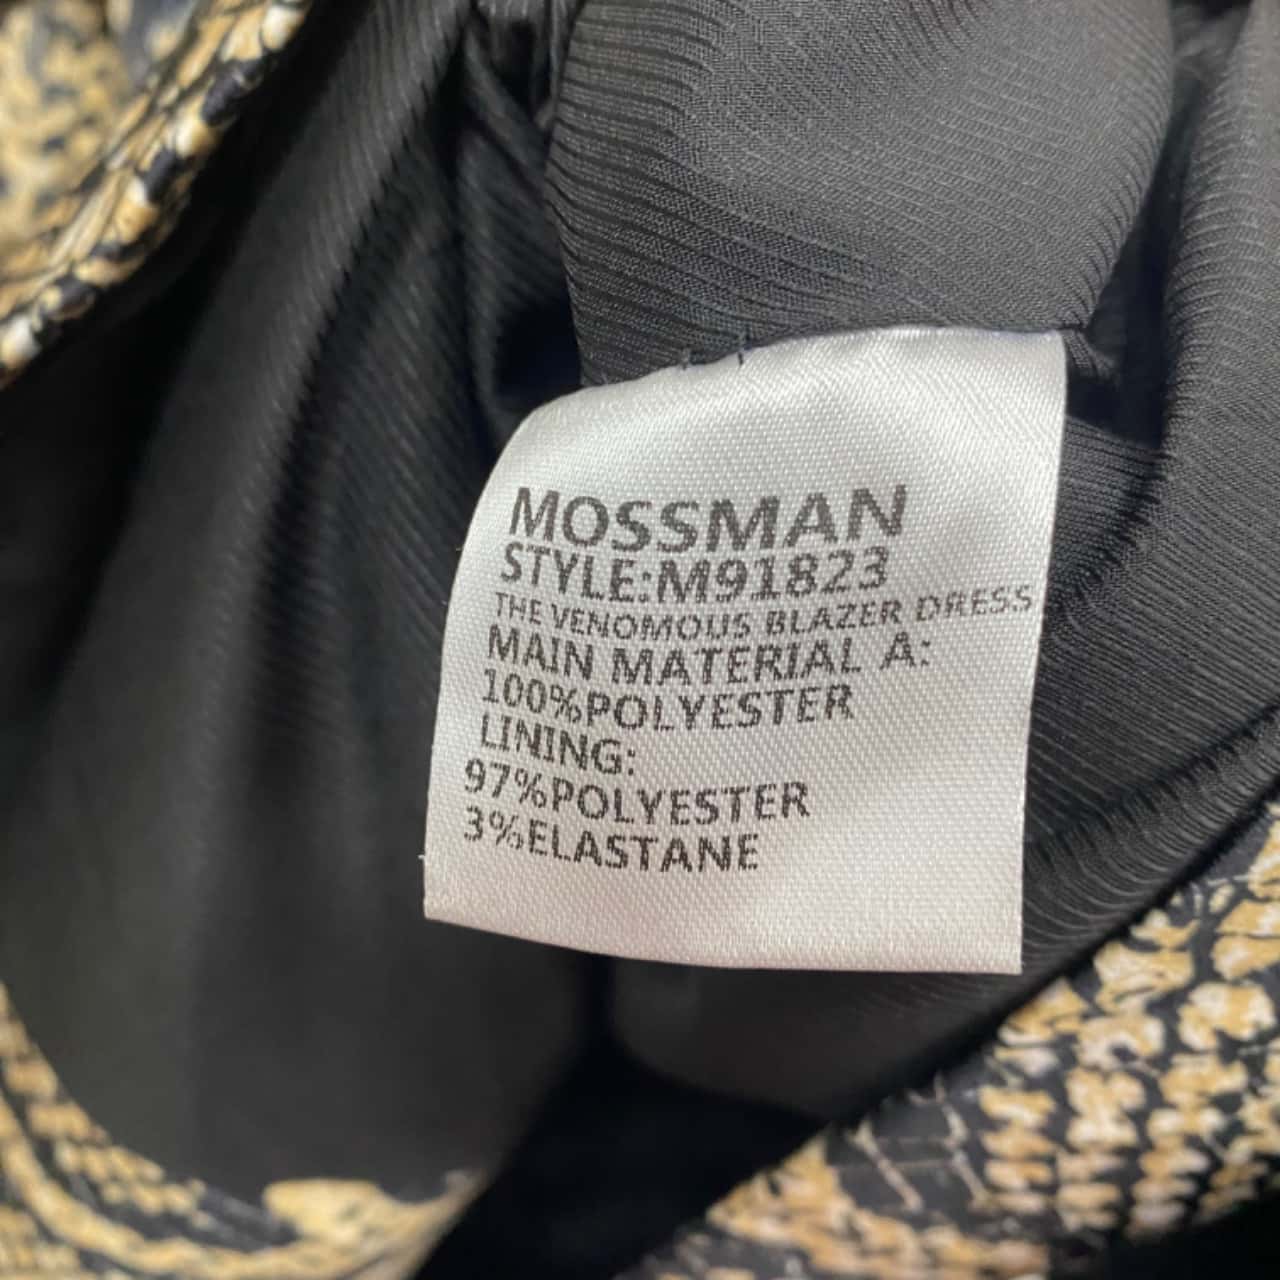 MOSSMAN
STYLE:M91823
THE VENOMOUS BLAZER DRESS
MAIN MATERIAL A:
100%POLYESTER
LINING:
97%POLYESTER
3%ELASTANE